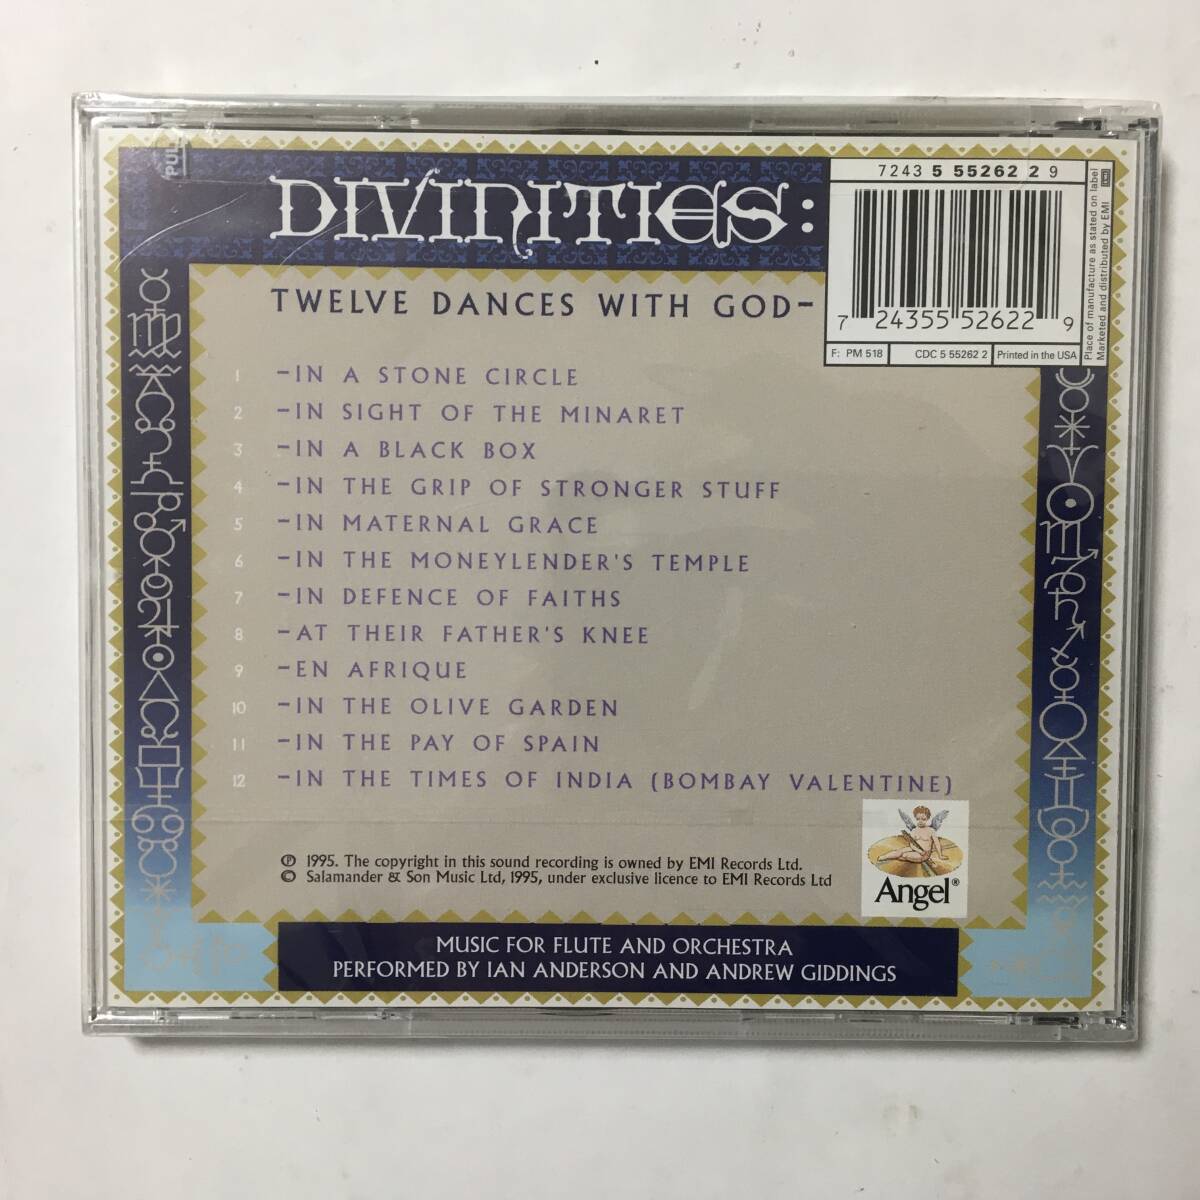 PULL
DIVINITIES:
TWELVE DANCES WITH GOD-
7243 5 55262 2 9
7 24355 52622 9
F: PM 518
CDC 5 55262 2
Printed in the USA
Place of manufacture as stated on label
Marketed and distributed by EMI
1 -IN A STONE CIRCLE
2 -IN SIGHT OF THE MINARET
3 -IN A BLACK BOX
4 -IN THE GRIP OF STRONGER STUFF
5 -IN MATERNAL GRACE
6 -IN THE MONEYLENDER'S TEMPLE
7 -IN DEFENCE OF FAITHS
8 -AT THEIR FATHER'S KNEE
9 -EN AFRIQUE
10 -IN THE OLIVE GARDEN
11 -IN THE PAY OF SPAIN
12 -IN THE TIMES OF INDIA (BOMBAY VALENTINE)
℗ 1995. The copyright in this sound recording is owned by EMI Records Ltd.
© Salamander & Son Music Ltd, 1995, under exclusive licence to EMI Records Ltd
Angel®
MUSIC FOR FLUTE AND ORCHESTRA
PERFORMED BY IAN ANDERSON AND ANDREW GIDDINGS